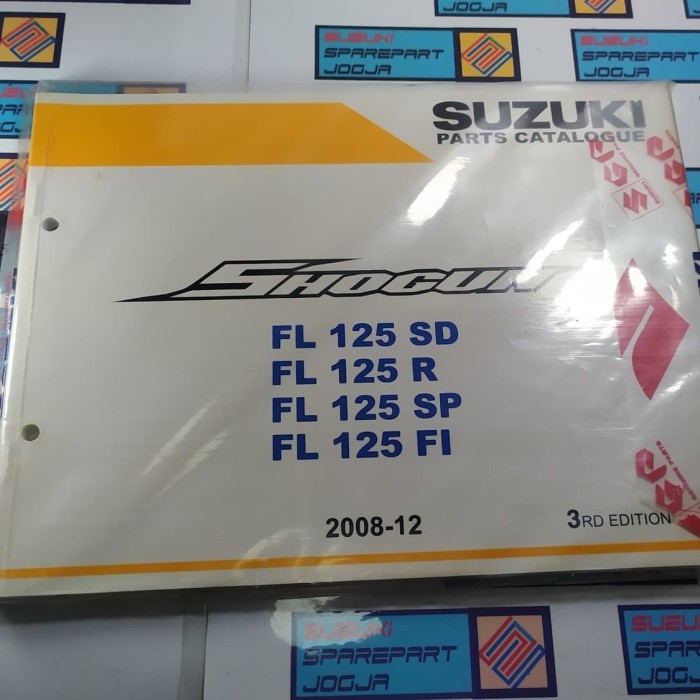 SUZUKI
SPAREPART
JOGJA
SUZUKI
SPAREPART
JOGJA
SUZUKI
PARTS CATALOGUE
SHOGUN
FL 125 SD
FL 125 R
FL 125 SP
FL 125 FI
2008-12
3RD EDITION
SUZUKI
SPAREPART
JOGJA
SUZUKI
SPAREPART
JOGJA